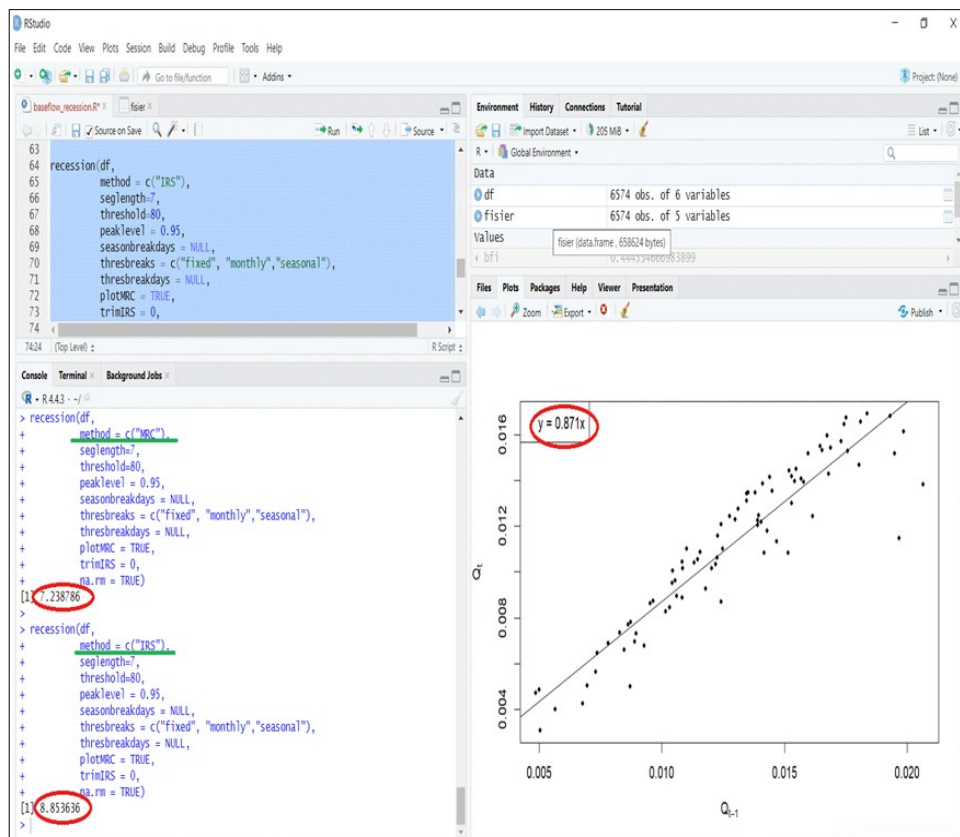 RStudio
File Edit Code View Plots Session Build Debug Profile Tools Help
Go to file/function
Addins
Project: (None)
baseflow_recession.R*
fisier
Source on Save
Run
Source
63
64 recession(df,
65 method = c("IRS"),
66 seglength=7,
67 threshold=80,
68 peaklevel = 0.95,
69 seasonbreakdays = NULL,
70 thresbreaks = c("fixed", "monthly","seasonal"),
71 thresbreakdays = NULL,
72 plotMRC = TRUE,
73 trimIRS = 0,
74
74:24 (Top Level)
R Script
Console Terminal Background Jobs
R · R 4.4.3 · ~/
> recession(df,
+ method = c("MRC"),
+ seglength=7,
+ threshold=80,
+ peaklevel = 0.95,
+ seasonbreakdays = NULL,
+ thresbreaks = c("fixed", "monthly","seasonal"),
+ thresbreakdays = NULL,
+ plotMRC = TRUE,
+ trimIRS = 0,
+ na.rm = TRUE)
[1] 7.238786
>
> recession(df,
+ method = c("IRS"),
+ seglength=7,
+ threshold=80,
+ peaklevel = 0.95,
+ seasonbreakdays = NULL,
+ thresbreaks = c("fixed", "monthly","seasonal"),
+ thresbreakdays = NULL,
+ plotMRC = TRUE,
+ trimIRS = 0,
+ na.rm = TRUE)
[1] 8.853636
>
Environment History Connections Tutorial
Import Dataset
205 MiB
List
R
Global Environment
Data
df 6574 obs. of 6 variables
fisier 6574 obs. of 5 variables
Values
fisier (data.frame , 658624 bytes)
bfi
Files Plots Packages Help Viewer Presentation
Zoom
Export
Publish
y = 0.871x
0.016
0.012
0.008
0.004
Qt
0.005 0.010 0.015 0.020
Qt−1